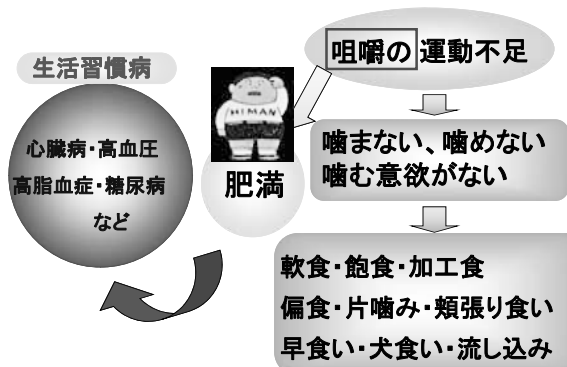 咀嚼の運動不足
噛まない、噛めない
噛む意欲がない
軟食・飽食・加工食
偏食・片噛み・頬張り食い
早食い・犬食い・流し込み
HIMAN
肥満
生活習慣病
心臓病・高血圧
高脂血症・糖尿病
など